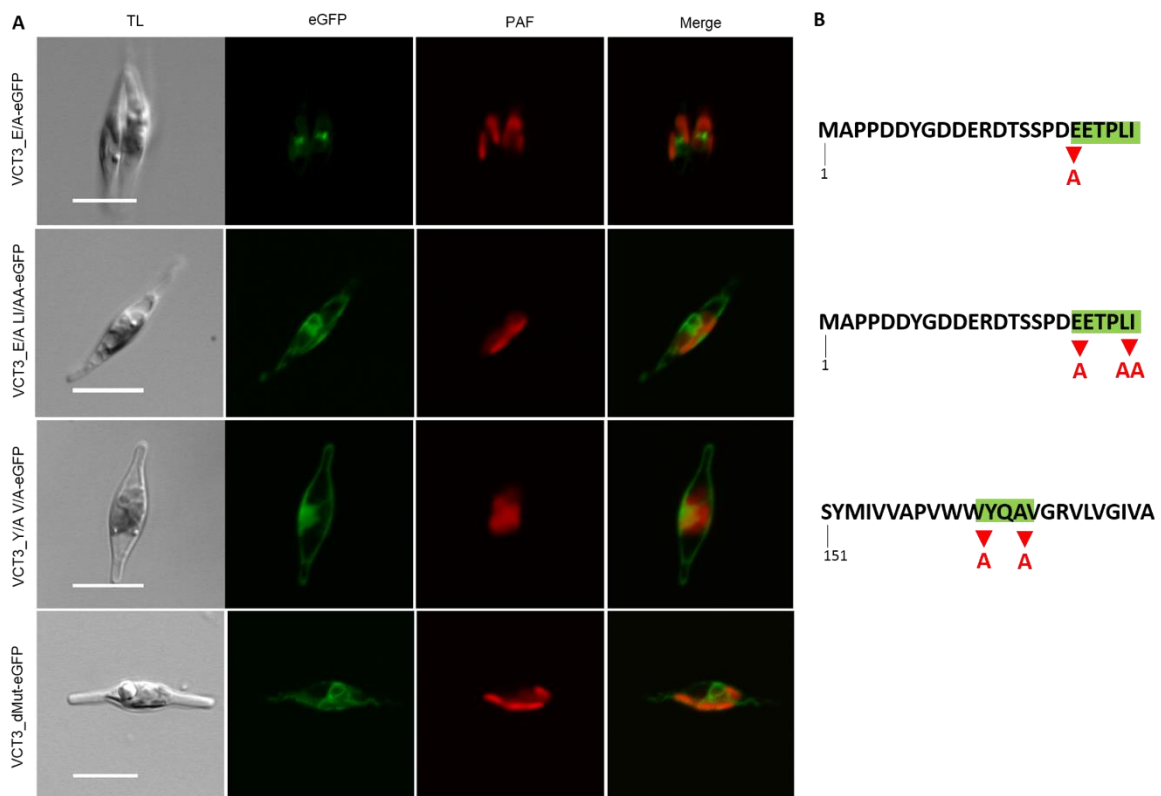 A
TL
eGFP
PAF
Merge
B
VCT3_E/A-eGFP
MAPPDDYGDDERDTSSPDEETPLI
1
A
VCT3_E/A LI/AA-eGFP
MAPPDDYGDDERDTSSPDEETPLI
1
A
AA
VCT3_Y/A V/A-eGFP
SYMIVVAPVWWVYQAVGRVLVGIVA
151
A
A
VCT3_dMut-eGFP